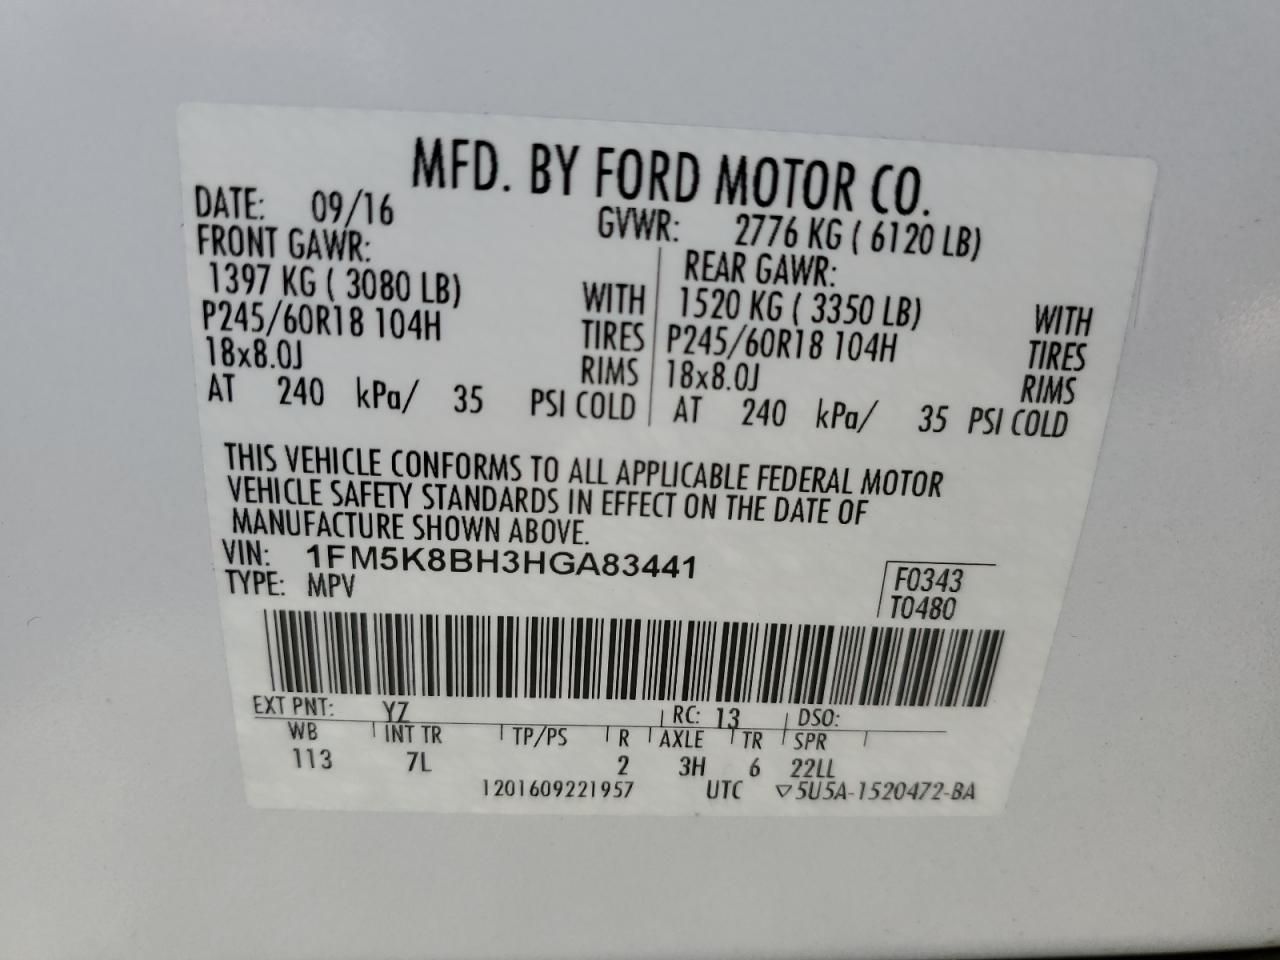 MFD. BY FORD MOTOR CO.
DATE: 09/16 GVWR: 2776 KG ( 6120 LB)
FRONT GAWR: REAR GAWR:
1397 KG ( 3080 LB) WITH 1520 KG ( 3350 LB) WITH
P245/60R18 104H TIRES P245/60R18 104H TIRES
18x8.0J RIMS 18x8.0J RIMS
AT 240 kPa/ 35 PSI COLD AT 240 kPa/ 35 PSI COLD
THIS VEHICLE CONFORMS TO ALL APPLICABLE FEDERAL MOTOR
VEHICLE SAFETY STANDARDS IN EFFECT ON THE DATE OF
MANUFACTURE SHOWN ABOVE.
VIN: 1FM5K8BH3HGA83441 F0343
TYPE: MPV T0480
EXT PNT: YZ RC: 13 DSO:
WB INT TR TP/PS R AXLE TR SPR
113 7L 2 3H 6 22LL
1201609221957 UTC ▽5U5A-1520472-BA